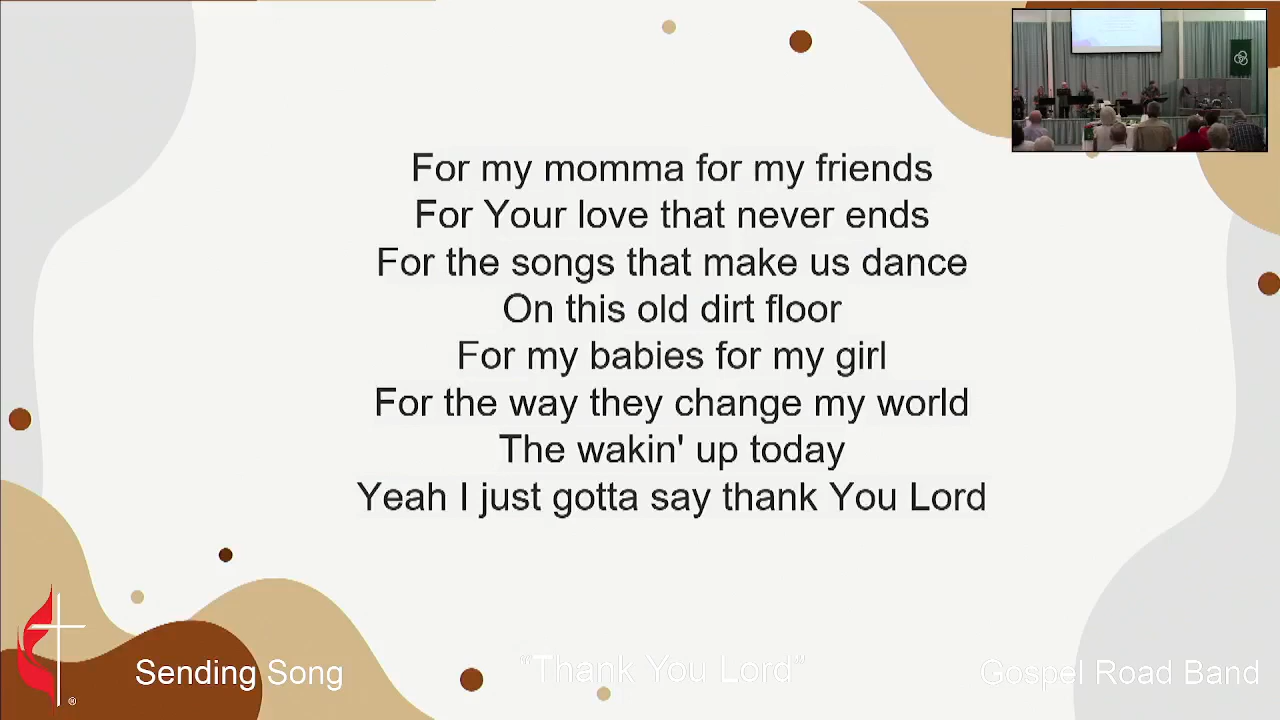 For my momma for my friends
For Your love that never ends
For the songs that make us dance
On this old dirt floor
For my babies for my girl
For the way they change my world
The wakin' up today
Yeah I just gotta say thank You Lord
®
Sending Song
“Thank You Lord”
Gospel Road Band